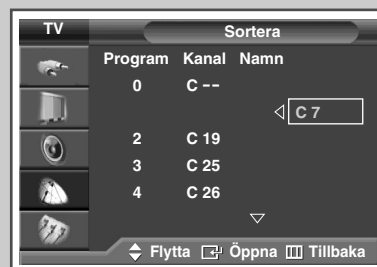 TV Sortera
Program Kanal Namn
0 C --
C 7
2 C 19
3 C 25
4 C 26
Flytta Öppna Tillbaka